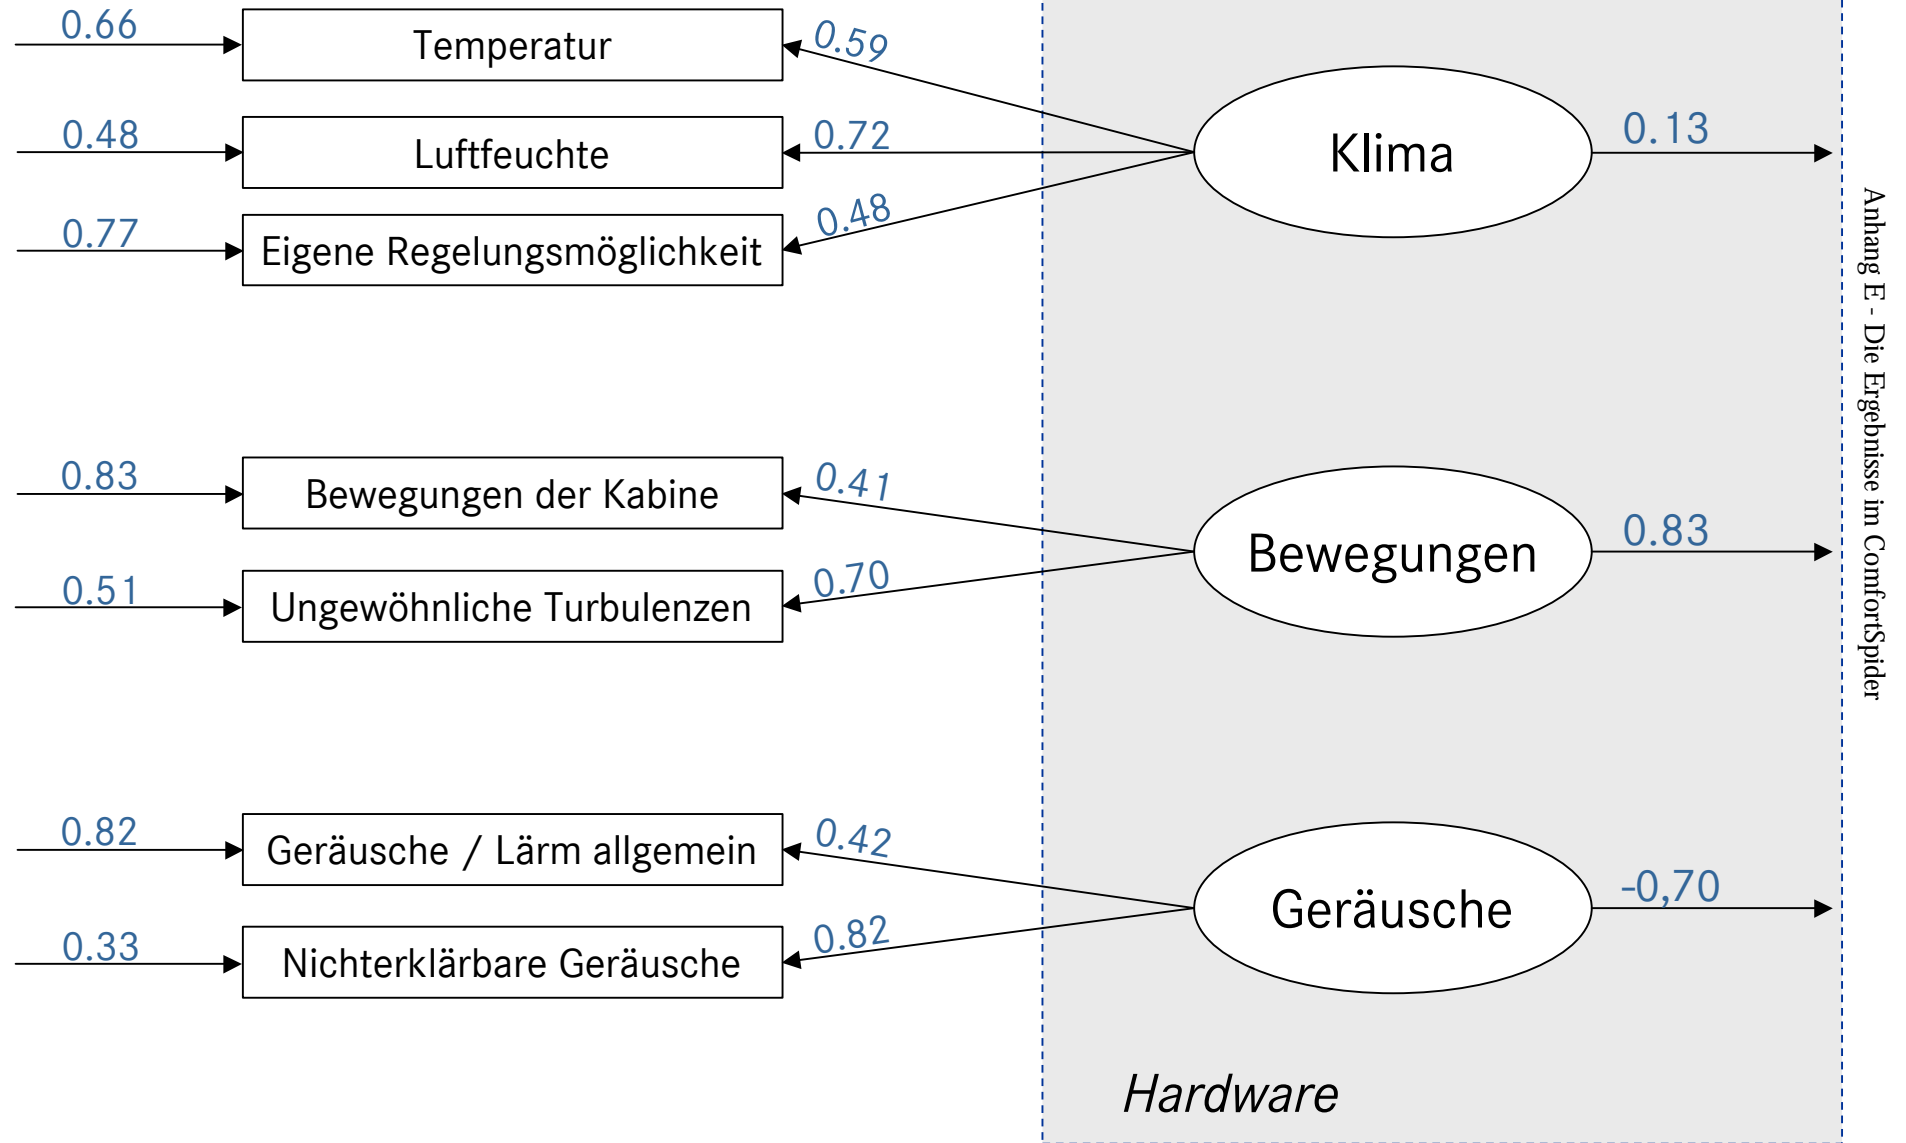 0.66
Temperatur
0.59
0.48
Luftfeuchte
0.72
Klima
0.13
0.77
Eigene Regelungsmöglichkeit
0.48
0.83
Bewegungen der Kabine
0.41
Bewegungen
0.83
0.51
Ungewöhnliche Turbulenzen
0.70
0.82
Geräusche / Lärm allgemein
0.42
Geräusche
-0,70
0.33
Nichterklärbare Geräusche
0.82
Hardware
Anhang E - Die Ergebnisse im ComfortSpider